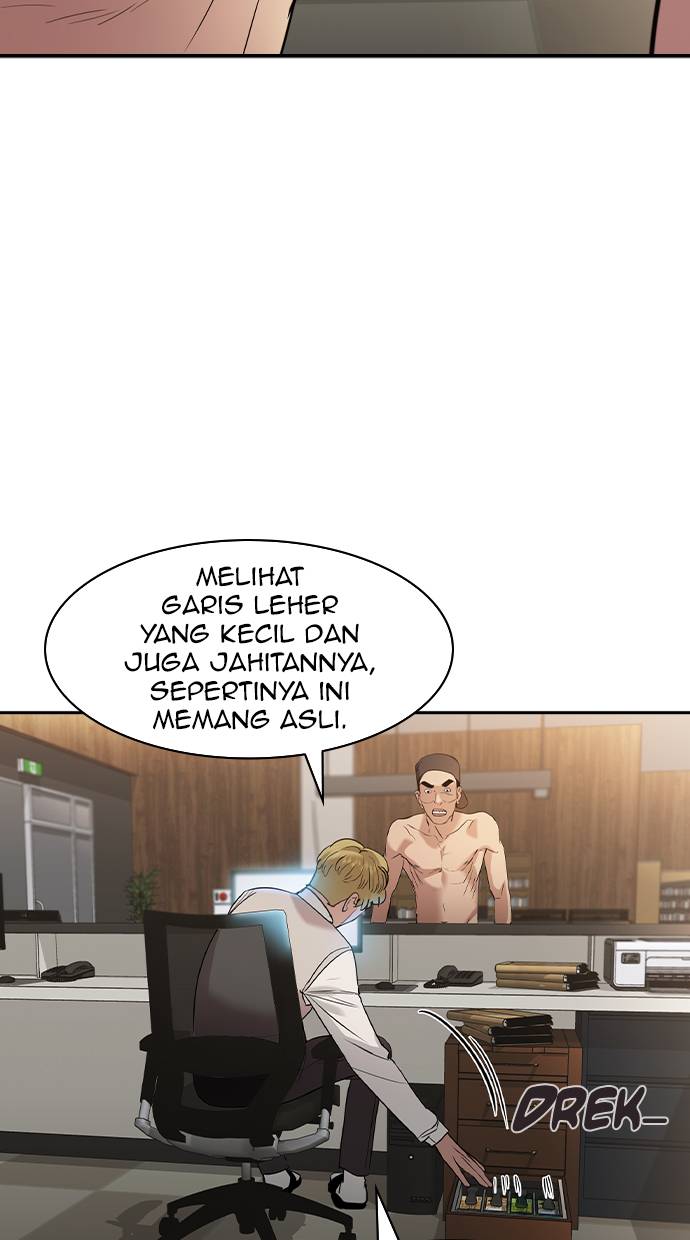 MELIHAT
GARIS LEHER
YANG KECIL DAN
JUGA JAHITANNYA,
SEPERTINYA INI
MEMANG ASLI.
DREK...